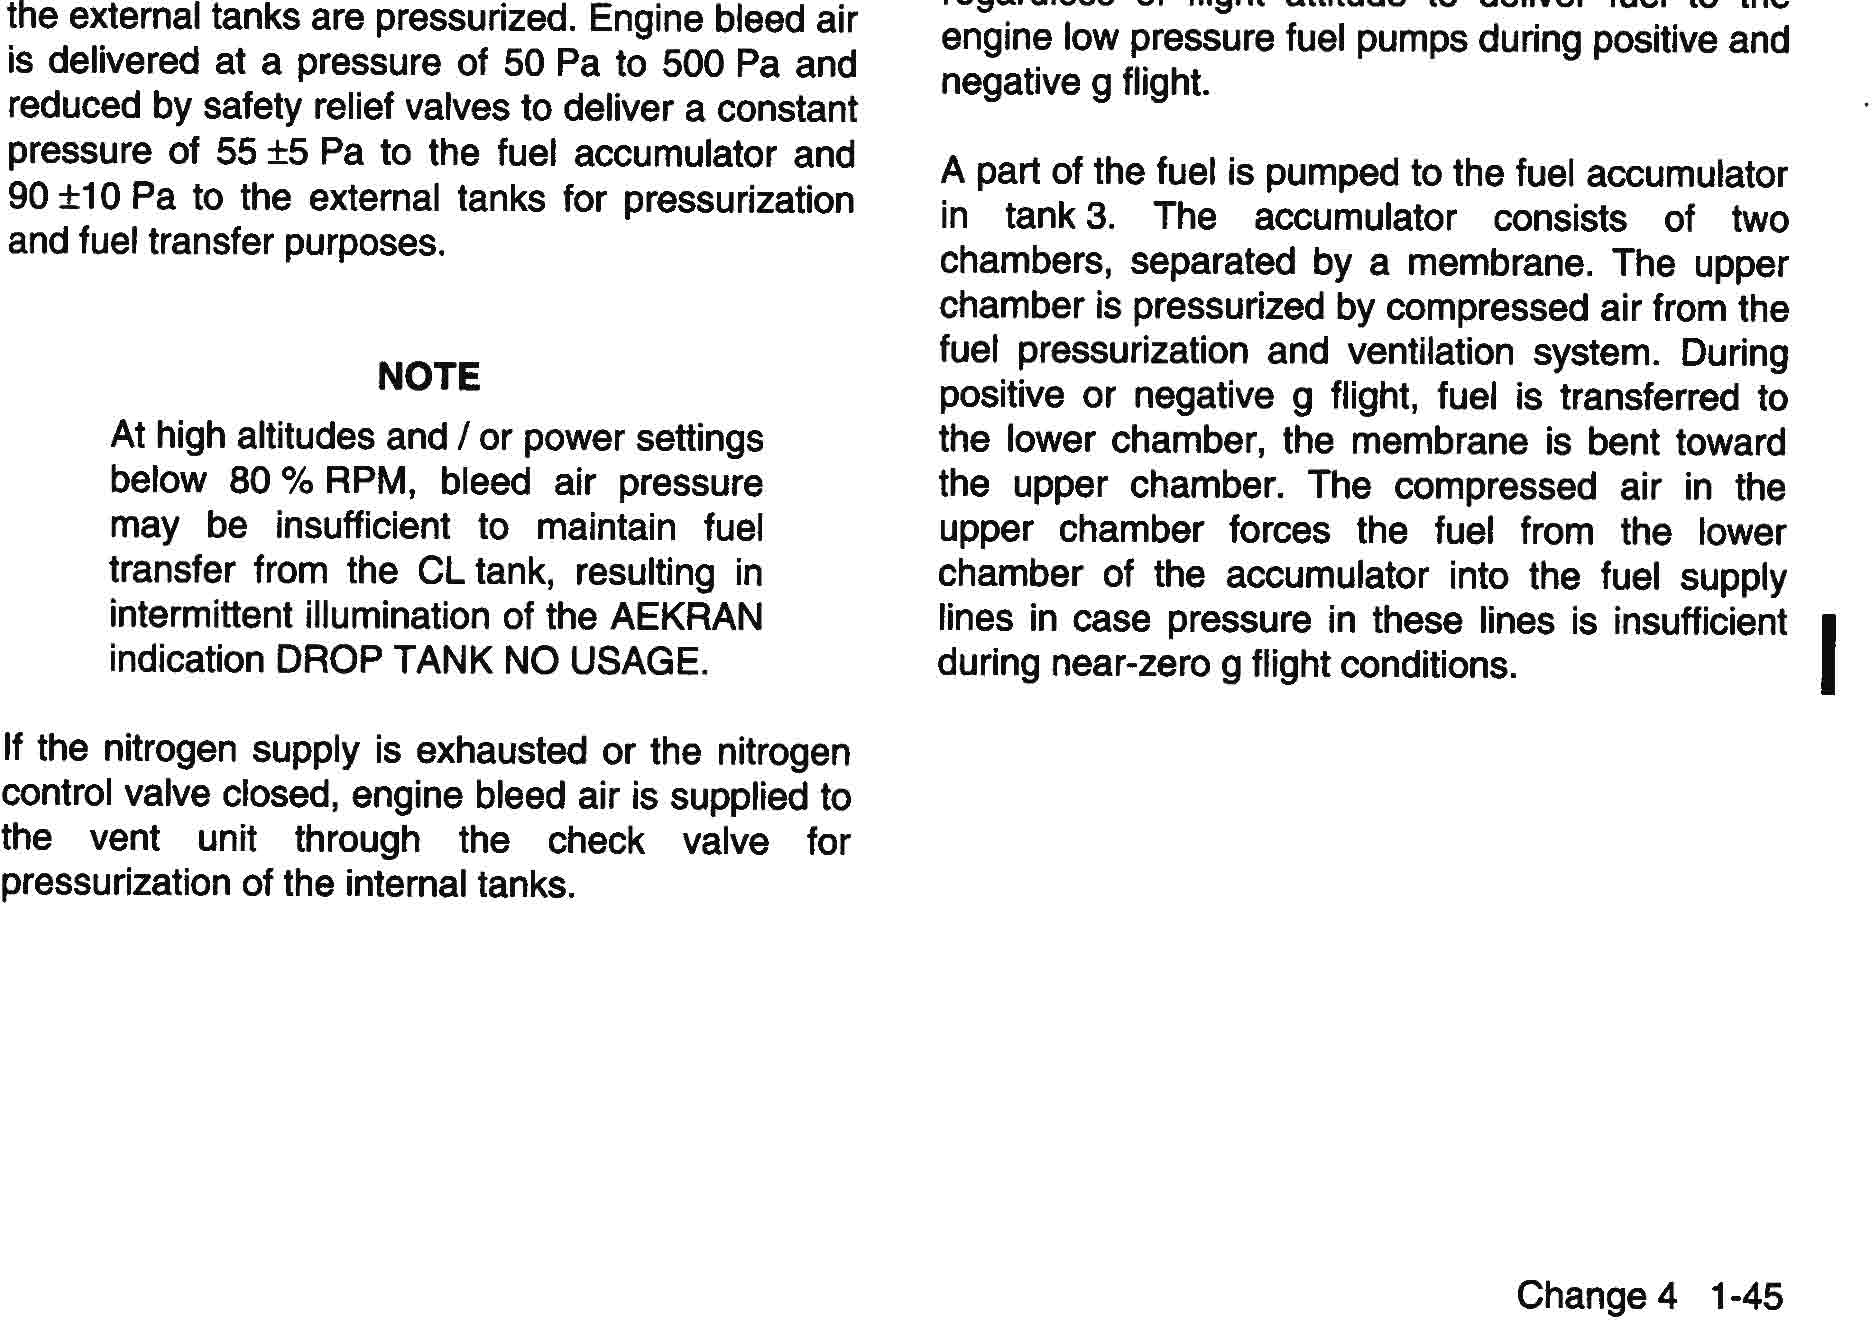 the external tanks are pressurized. Engine bleed air
is delivered at a pressure of 50 Pa to 500 Pa and
reduced by safety relief valves to deliver a constant
pressure of 55 ±5 Pa to the fuel accumulator and
90 ±10 Pa to the external tanks for pressurization
and fuel transfer purposes.
NOTE
At high altitudes and / or power settings
below 80 % RPM, bleed air pressure
may be insufficient to maintain fuel
transfer from the CL tank, resulting in
intermittent illumination of the AEKRAN
indication DROP TANK NO USAGE.
If the nitrogen supply is exhausted or the nitrogen
control valve closed, engine bleed air is supplied to
the vent unit through the check valve for
pressurization of the internal tanks.
regardless of flight attitude to deliver fuel to the
engine low pressure fuel pumps during positive and
negative g flight.
A part of the fuel is pumped to the fuel accumulator
in tank 3. The accumulator consists of two
chambers, separated by a membrane. The upper
chamber is pressurized by compressed air from the
fuel pressurization and ventilation system. During
positive or negative g flight, fuel is transferred to
the lower chamber, the membrane is bent toward
the upper chamber. The compressed air in the
upper chamber forces the fuel from the lower
chamber of the accumulator into the fuel supply
lines in case pressure in these lines is insufficient
during near-zero g flight conditions.
Change 4 1-45